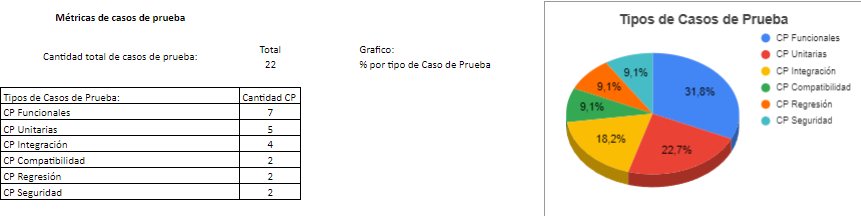 Métricas de casos de prueba
Cantidad total de casos de prueba:
Total
22
Grafico:
% por tipo de Caso de Prueba
Tipos de Casos de Prueba: Cantidad CP
CP Funcionales 7
CP Unitarias 5
CP Integración 4
CP Compatibilidad 2
CP Regresión 2
CP Seguridad 2
Tipos de Casos de Prueba
CP Funcionales
CP Unitarias
CP Integración
CP Compatibilidad
CP Regresión
CP Seguridad
9,1%
9,1%
31,8%
9,1%
18,2%
22,7%